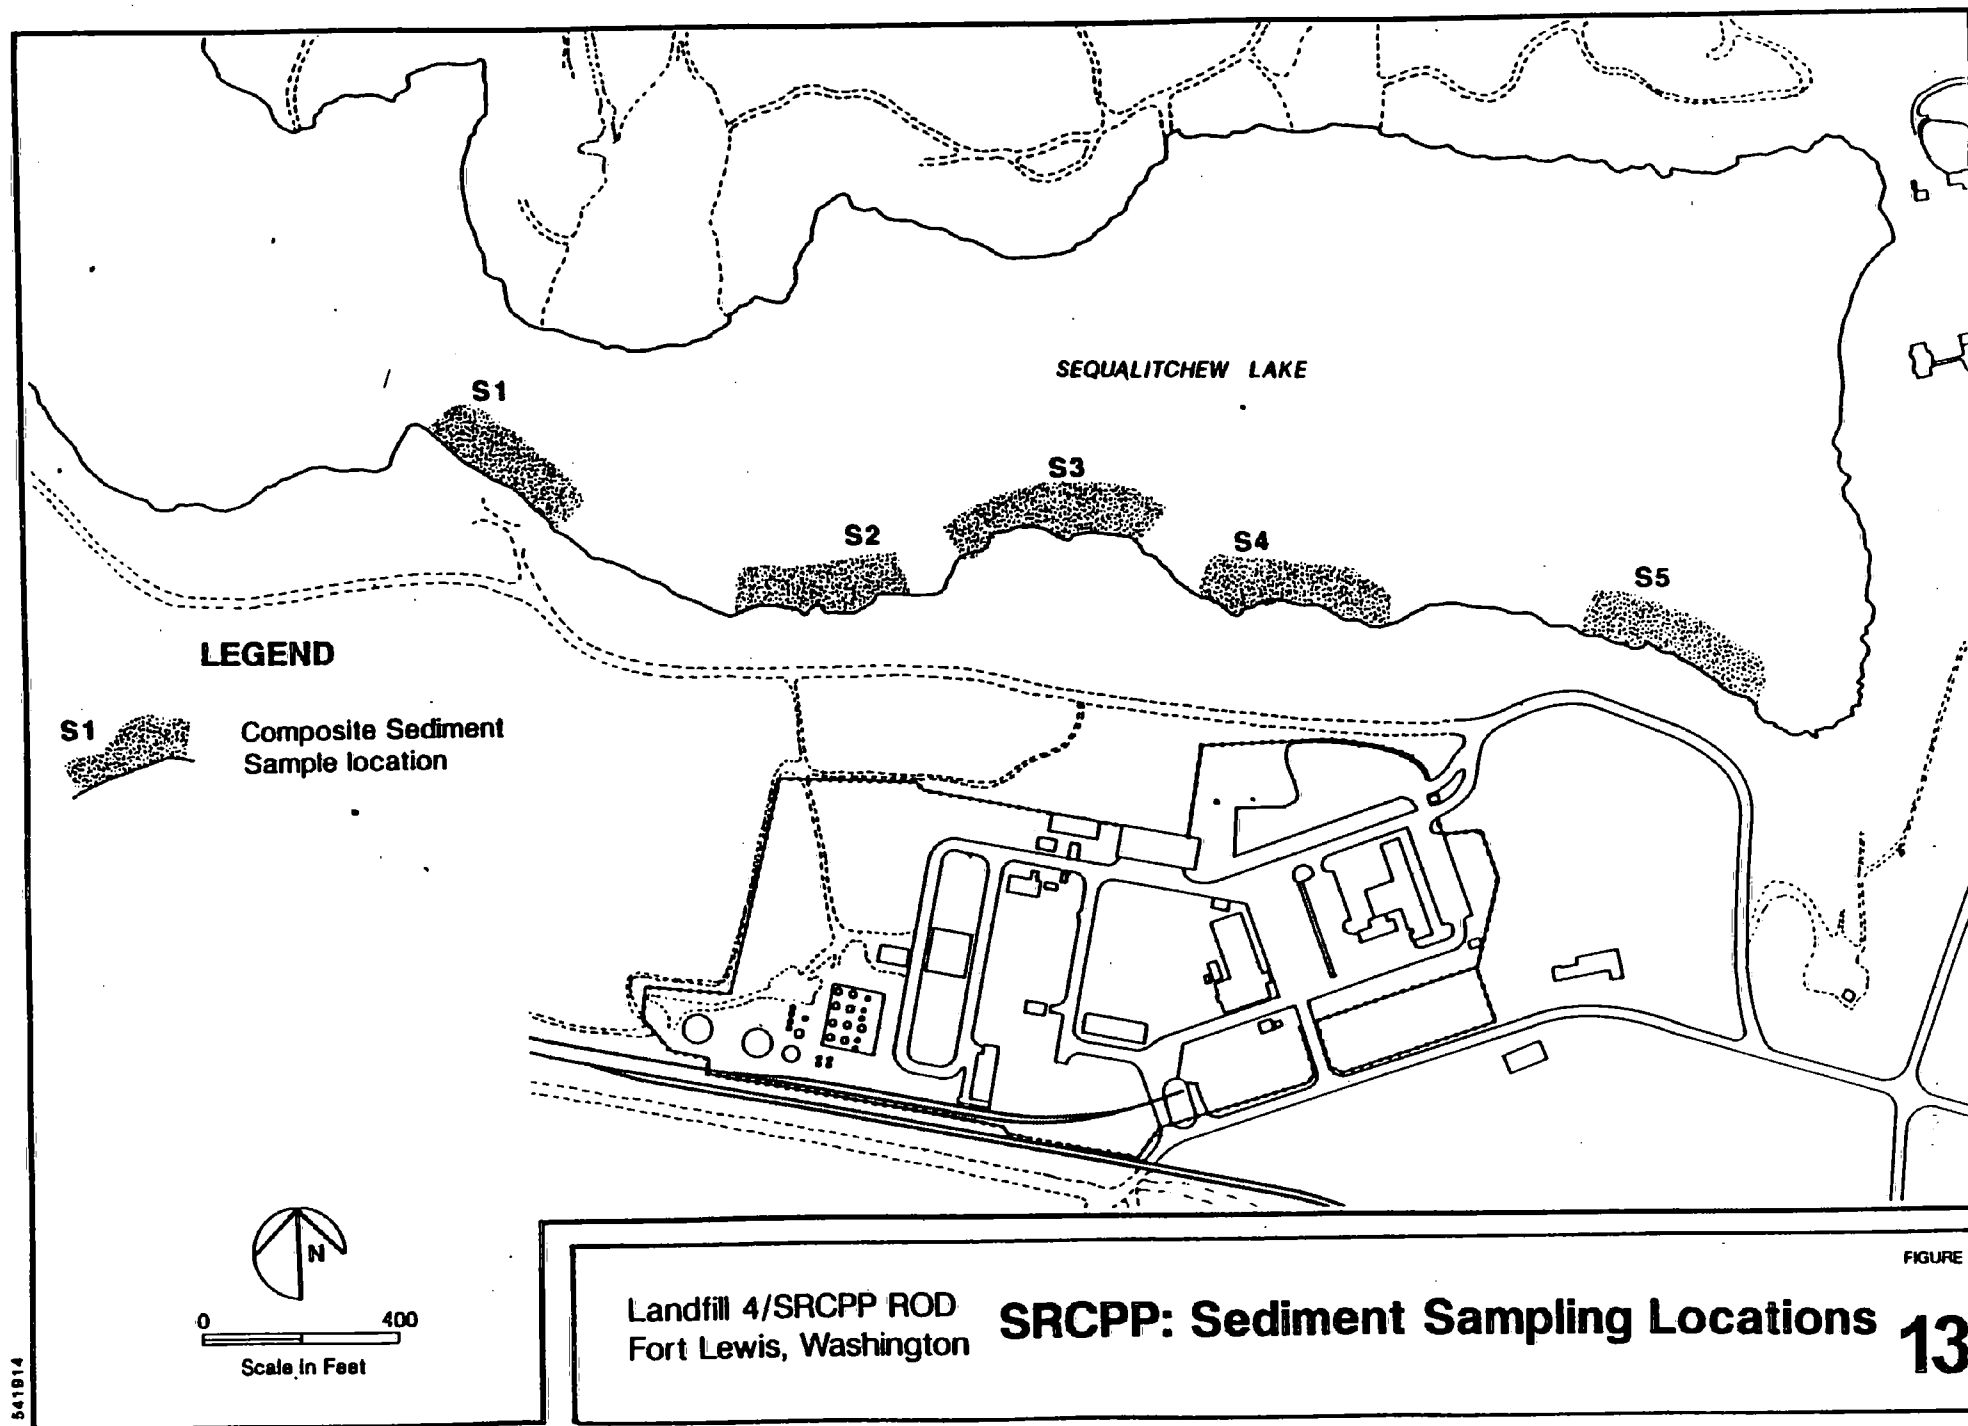 SEQUALITCHEW LAKE
S1
S3
S2
S4
S5
LEGEND
S1
Composite Sediment
Sample location
N
0 400
Scale in Feet
Landfill 4/SRCPP ROD
Fort Lewis, Washington
SRCPP: Sediment Sampling Locations
FIGURE
13
541914